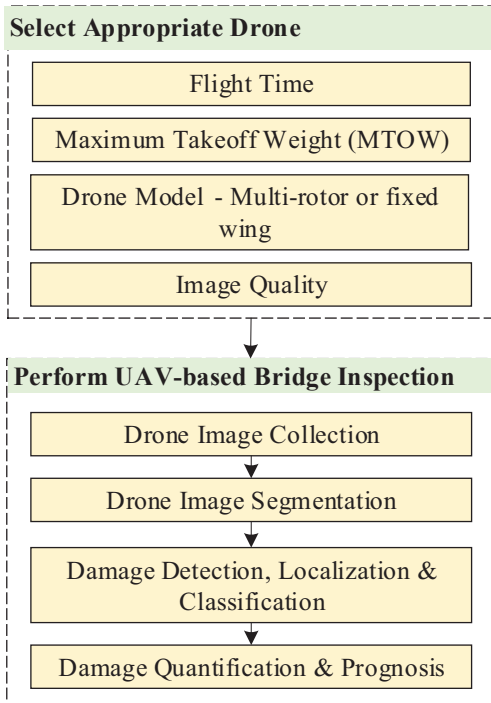 Select Appropriate Drone
Flight Time
Maximum Takeoff Weight (MTOW)
Drone Model - Multi-rotor or fixed
wing
Image Quality
Perform UAV-based Bridge Inspection
Drone Image Collection
Drone Image Segmentation
Damage Detection, Localization &
Classification
Damage Quantification & Prognosis